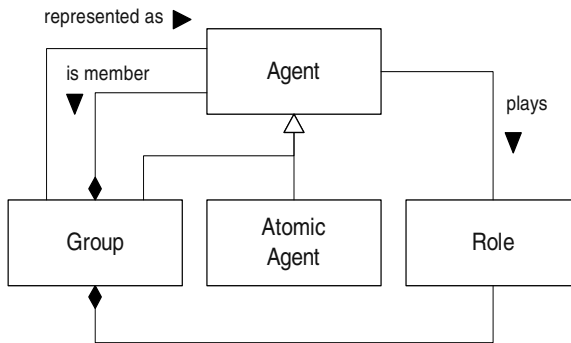 represented as
is member
Agent
plays
Group
Atomic
Agent
Role